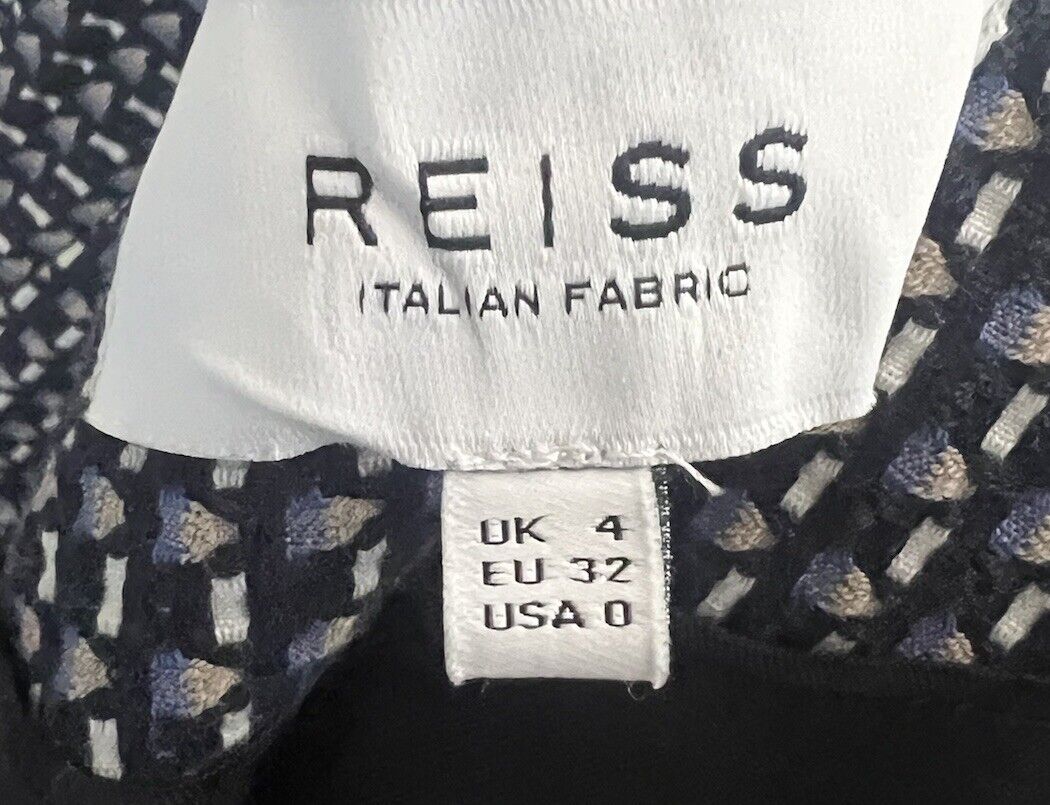 REISS
ITALIAN FABRIC
UK 4
EU 32
USA 0